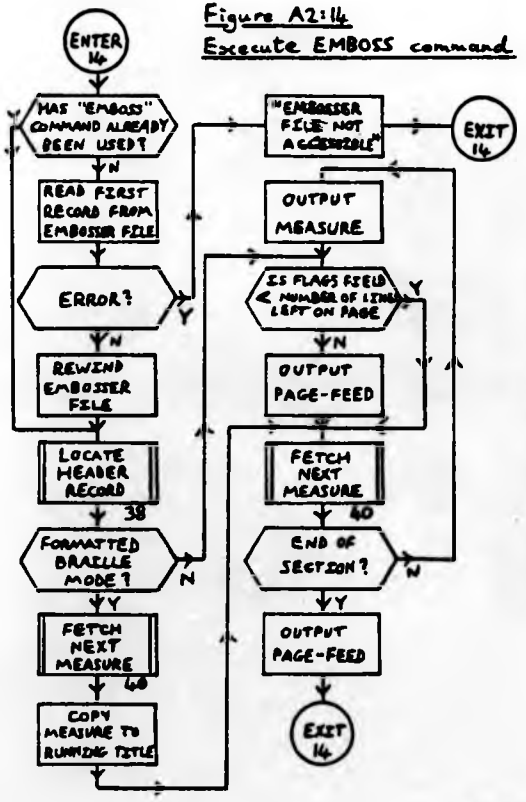 Figure A2:14
Execute EMBOSS command
ENTER
14
HAS "EMBOSS"
COMMAND ALREADY
BEEN USED?
N
READ FIRST
RECORD FROM
EMBOSSER FILE
ERROR?
Y
N
REWIND
EMBOSSER
FILE
LOCATE
HEADER
RECORD
38
FORMATTED
BRAILLE
MODE?
N
Y
FETCH
NEXT
MEASURE
40
COPY
MEASURE TO
RUNNING TITLE
"EMBOSSER
FILE NOT
ACCESSIBLE"
EXIT
14
OUTPUT
MEASURE
IS FLAGS FIELD
< NUMBER OF LINES
LEFT ON PAGE
Y
N
OUTPUT
PAGE-FEED
FETCH
NEXT
MEASURE
40
END OF
SECTION?
N
Y
OUTPUT
PAGE-FEED
EXIT
14